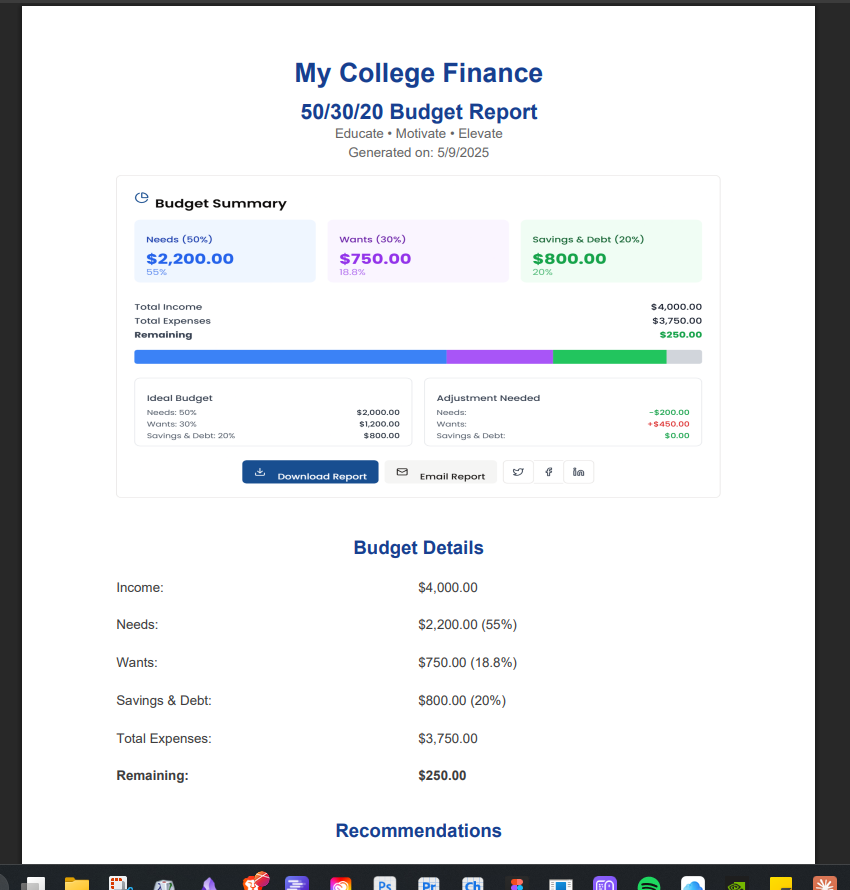 My College Finance
50/30/20 Budget Report
Educate • Motivate • Elevate
Generated on: 5/9/2025
Budget Summary
Needs (50%)
$2,200.00
55%
Wants (30%)
$750.00
18.8%
Savings & Debt (20%)
$800.00
20%
Total Income $4,000.00
Total Expenses $3,750.00
Remaining $250.00
Ideal Budget
Needs: 50% $2,000.00
Wants: 30% $1,200.00
Savings & Debt: 20% $800.00
Adjustment Needed
Needs: -$200.00
Wants: +$450.00
Savings & Debt: $0.00
Download Report Email Report
Budget Details
Income: $4,000.00
Needs: $2,200.00 (55%)
Wants: $750.00 (18.8%)
Savings & Debt: $800.00 (20%)
Total Expenses: $3,750.00
Remaining: $250.00
Recommendations
Ps Pr Ch